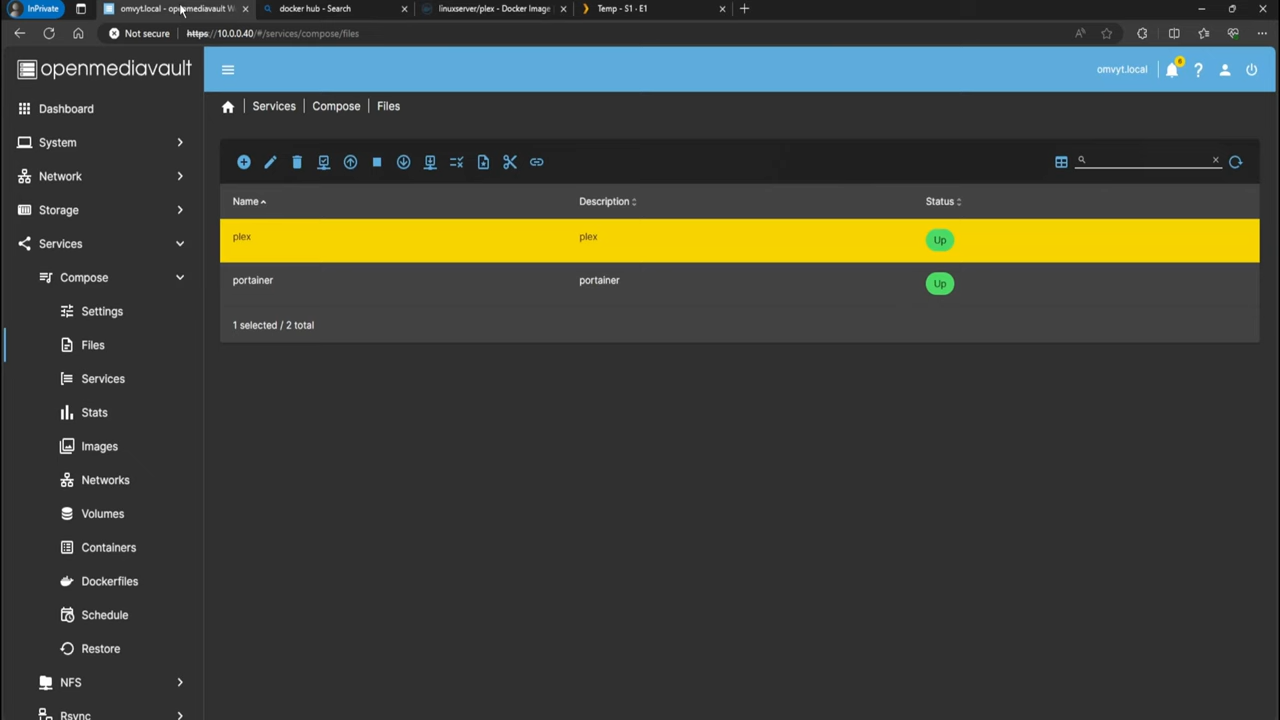 InPrivate
omvyt.local - openmediavault W
docker hub - Search
linuxserver/plex - Docker Image
Temp - S1 · E1
Not secure
https://10.0.0.40/#/services/compose/files
openmediavault
omvyt.local
6
Dashboard
Services
Compose
Files
System
Network
Storage
Services
Compose
Settings
Files
Services
Stats
Images
Networks
Volumes
Containers
Dockerfiles
Schedule
Restore
NFS
Rsync
Name
Description
Status
plex
plex
Up
portainer
portainer
Up
1 selected / 2 total